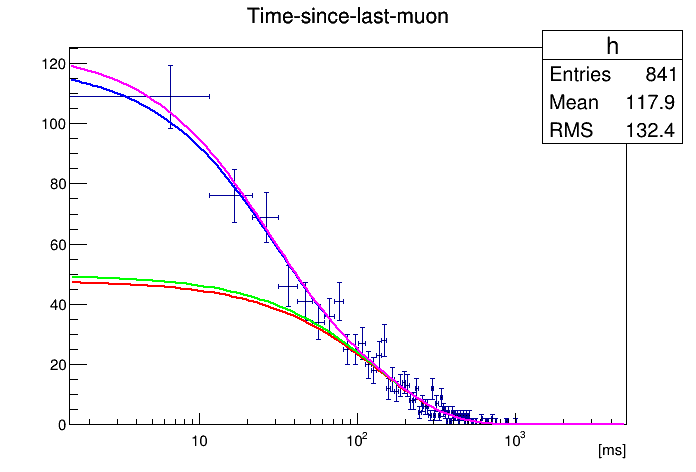 Time-since-last-muon
h
Entries 841
Mean 117.9
RMS 132.4
120
100
80
60
40
20
0
10 10² 10³
[ms]